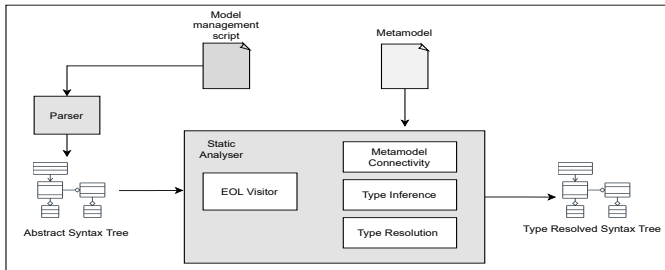 Model
management
script
Metamodel
Parser
Static
Analyser
Metamodel
Connectivity
EOL Visitor
Type Inference
Type Resolution
Abstract Syntax Tree
Type Resolved Syntax Tree